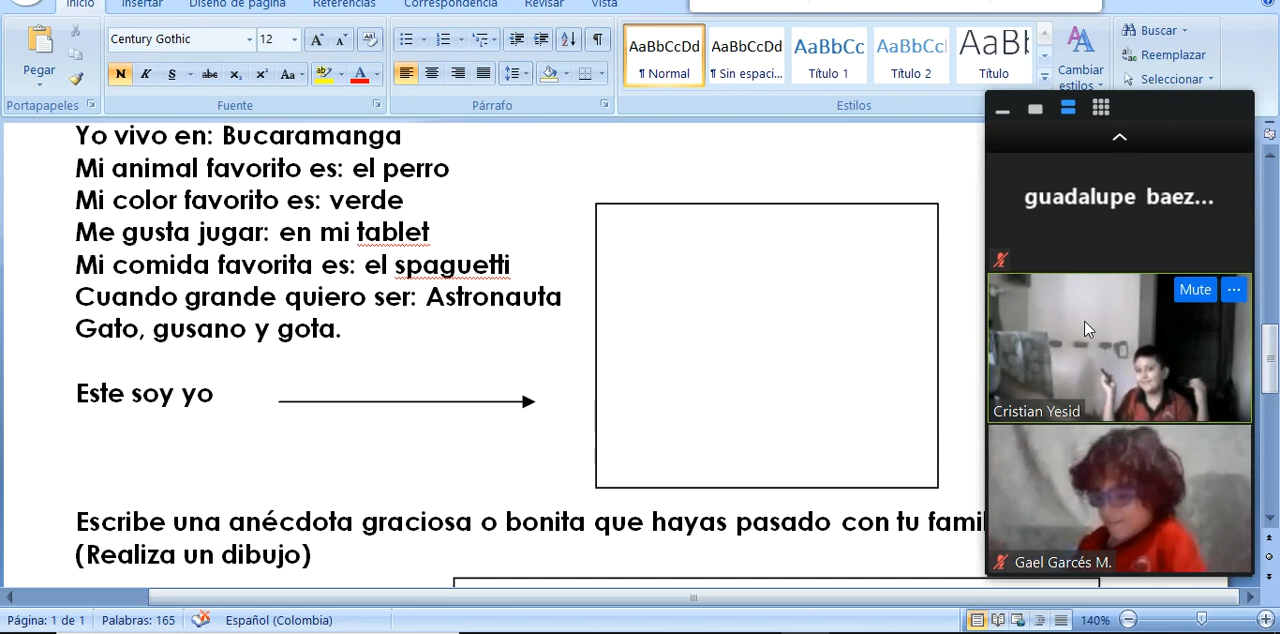 Inicio Insertar Diseño de página Referencias Correspondencia Revisar Vista
Pegar
Century Gothic 12
N K S abc x₂ x² Aa
AaBbCcDd AaBbCcDd AaBbCc AaBbCcI AaBb
¶ Normal ¶ Sin espaci... Título 1 Título 2 Título
Cambiar
estilos
Buscar
Reemplazar
Seleccionar
Portapapeles Fuente Párrafo Estilos
Yo vivo en: Bucaramanga
Mi animal favorito es: el perro
Mi color favorito es: verde
Me gusta jugar: en mi tablet
Mi comida favorita es: el spaguetti
Cuando grande quiero ser: Astronauta
Gato, gusano y gota.
Este soy yo
Escribe una anécdota graciosa o bonita que hayas pasado con tu famil
(Realiza un dibujo)
guadalupe baez...
Mute ...
Cristian Yesid
Gael Garcés M.
Página: 1 de 1 Palabras: 165 Español (Colombia) 140%